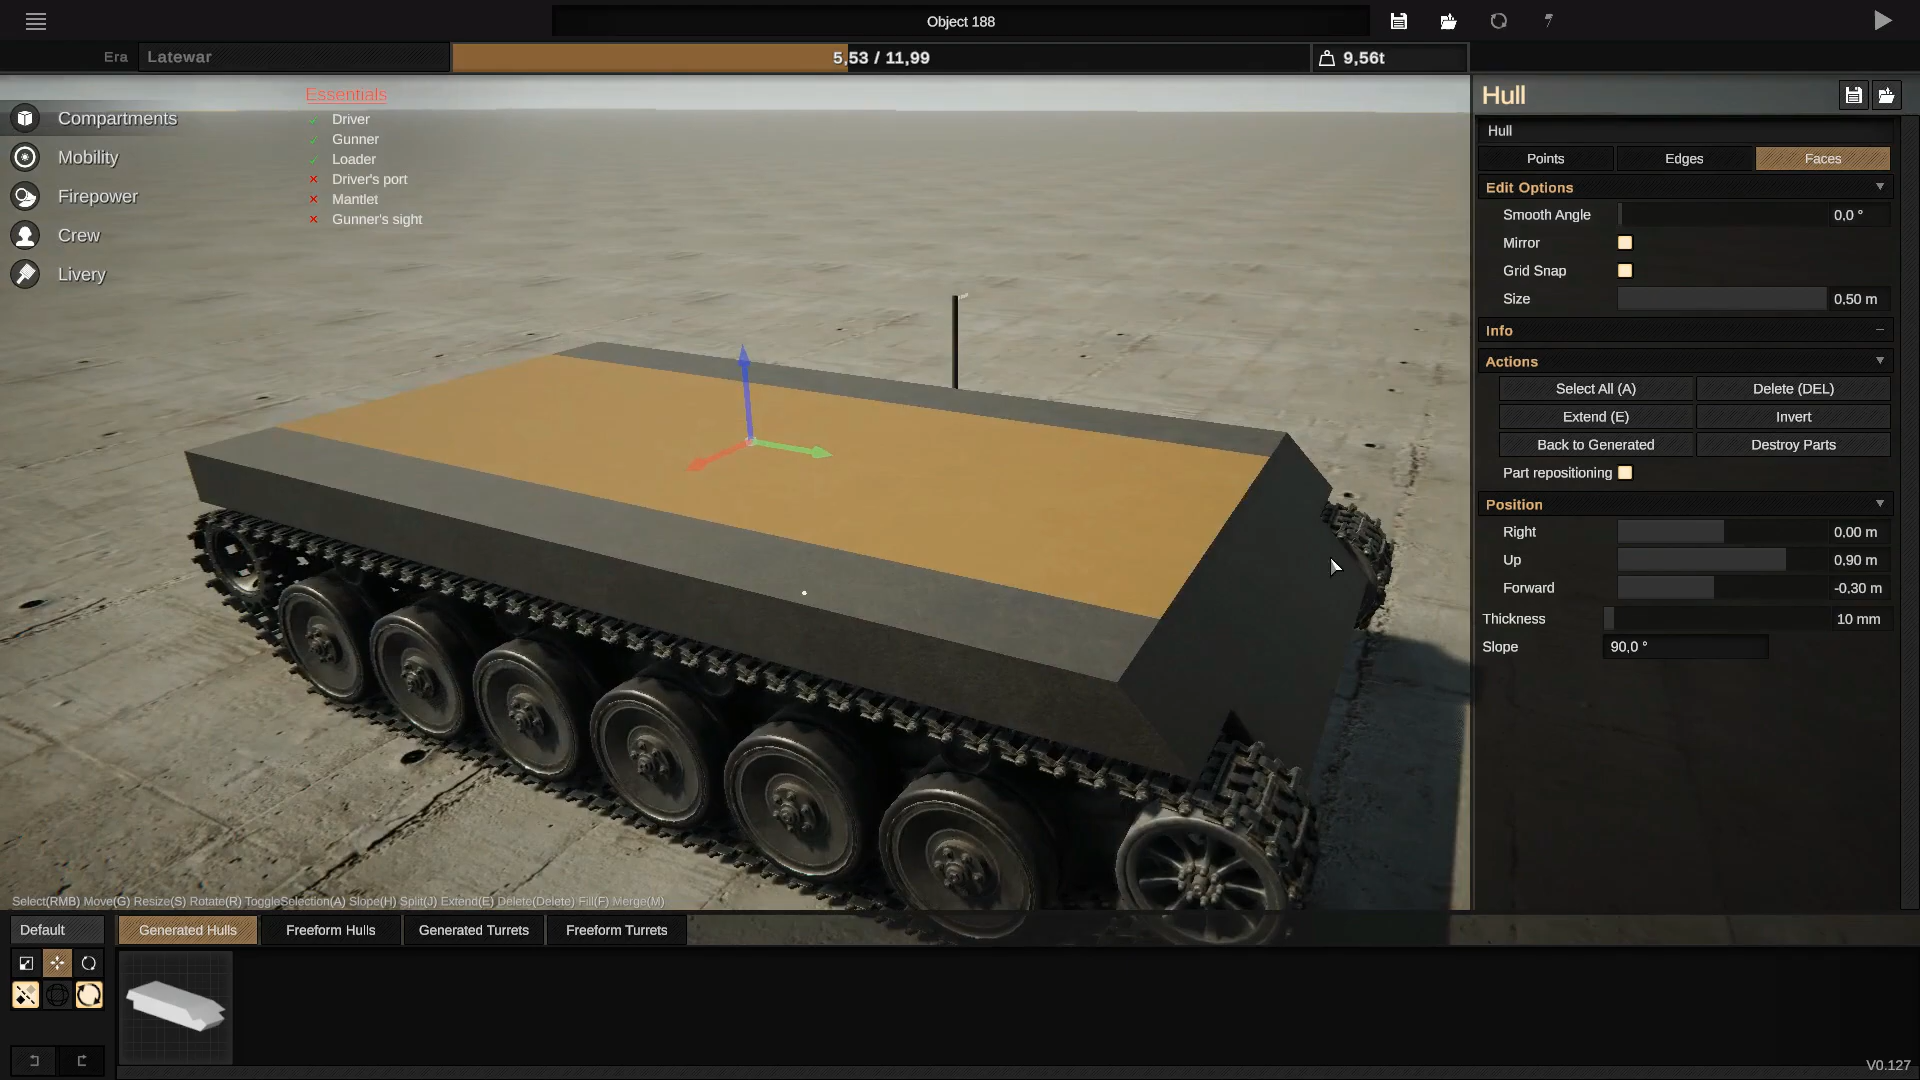 Object 188
Era Latewar 5,53 / 11,99 9,56t
Essentials
Driver
Gunner
Loader
Driver's port
Mantlet
Gunner's sight
Compartments
Mobility
Firepower
Crew
Livery
Hull
Hull
Points Edges Faces
Edit Options
Smooth Angle 0,0 °
Mirror
Grid Snap
Size 0,50 m
Info
Actions
Select All (A) Delete (DEL)
Extend (E) Invert
Back to Generated Destroy Parts
Part repositioning
Position
Right 0,00 m
Up 0,90 m
Forward -0,30 m
Thickness 10 mm
Slope 90,0 °
Select(RMB) Move(G) Resize(S) Rotate(R) ToggleSelection(A) Slope(H) Split(J) Extend(E) Delete(Delete) Fill(F) Merge(M)
Default Generated Hulls Freeform Hulls Generated Turrets Freeform Turrets
V0.127